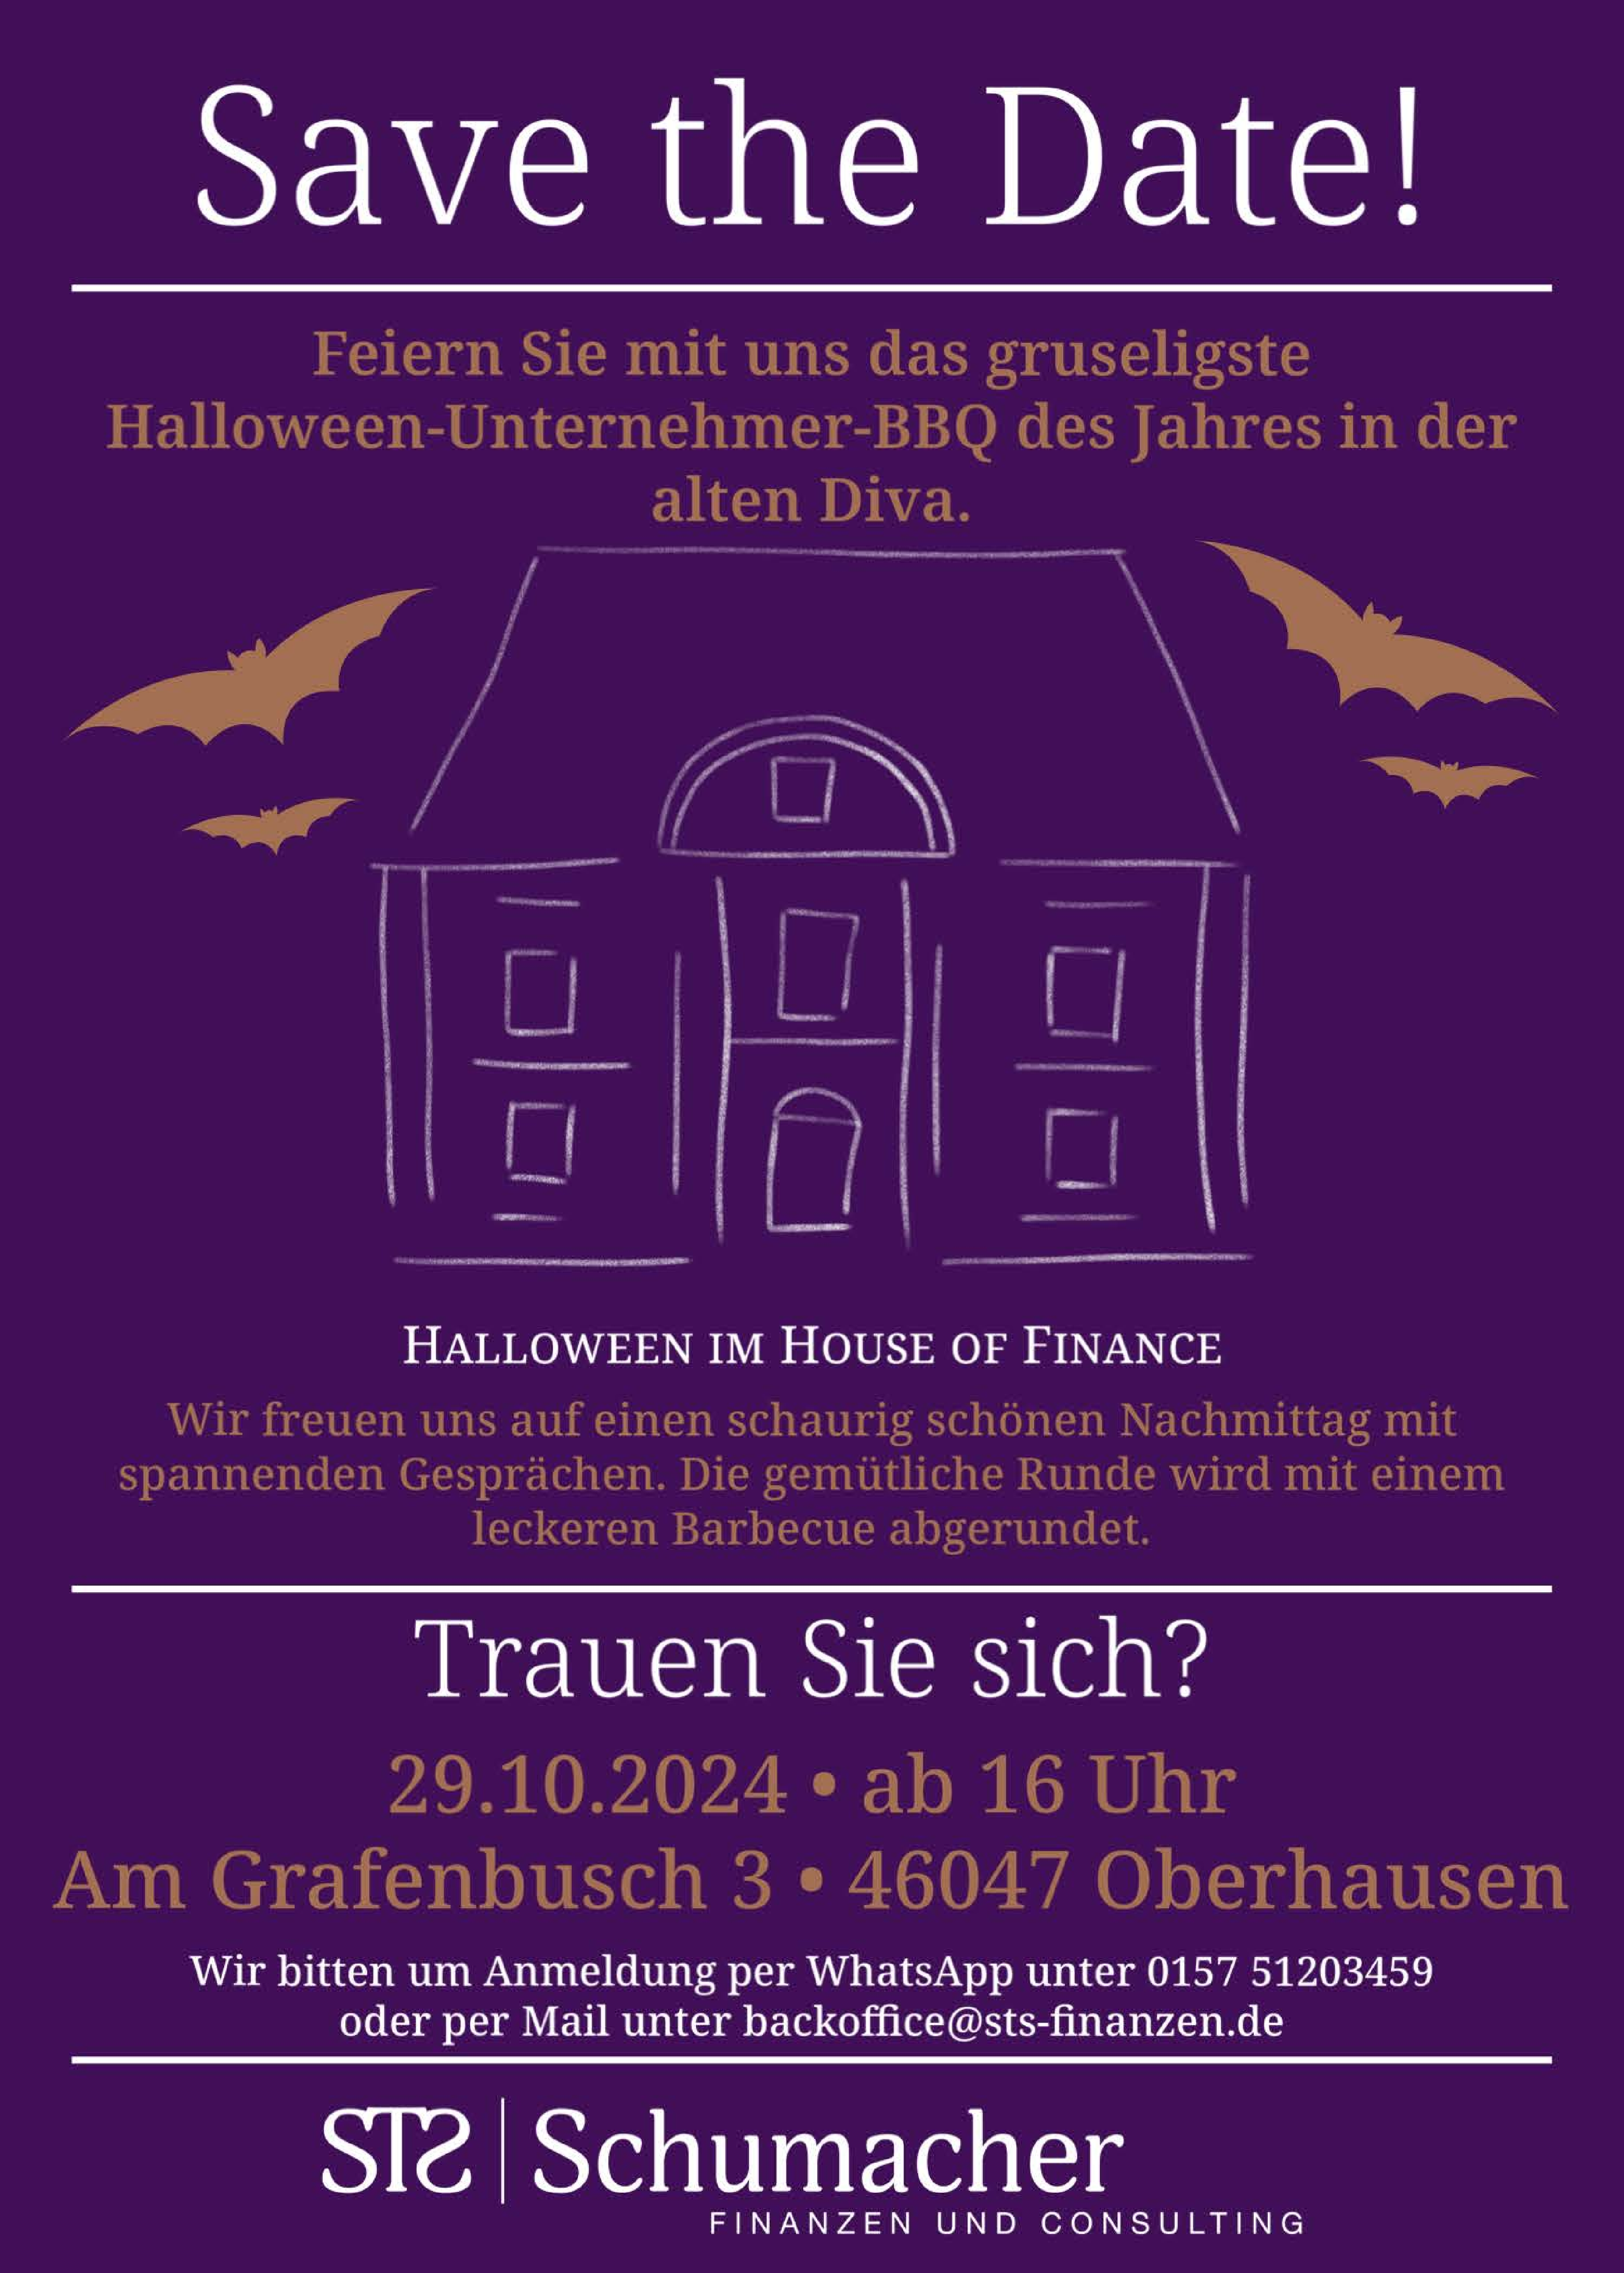 Save the Date!
Feiern Sie mit uns das gruseligste
Halloween-Unternehmer-BBQ des Jahres in der
alten Diva.
Halloween im House of Finance
Wir freuen uns auf einen schaurig schönen Nachmittag mit
spannenden Gesprächen. Die gemütliche Runde wird mit einem
leckeren Barbecue abgerundet.
Trauen Sie sich?
29.10.2024 • ab 16 Uhr
Am Grafenbusch 3 • 46047 Oberhausen
Wir bitten um Anmeldung per WhatsApp unter 0157 51203459
oder per Mail unter backoffice@sts-finanzen.de
STS | Schumacher
FINANZEN UND CONSULTING